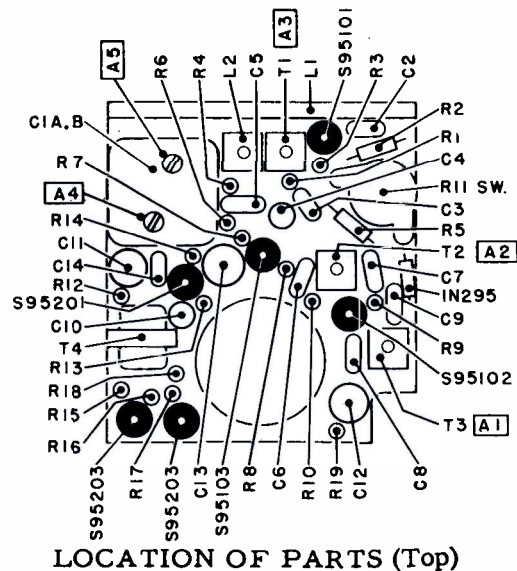 A5
R6
R4
L2
C5
A3
T1
L1
S95101
R3
C2
C1A,B
R7
A4
R14
C11
C14
R12
S95201
C10
T4
R13
R18
R15
R16
R2
R1
C4
R11 SW.
C3
R5
T2 A2
C7
IN295
C9
R9
S95102
T3 A1
S95203
R17
S95203
C13
S95103
R8
C6
R10
R19
C12
C8
LOCATION OF PARTS (Top)